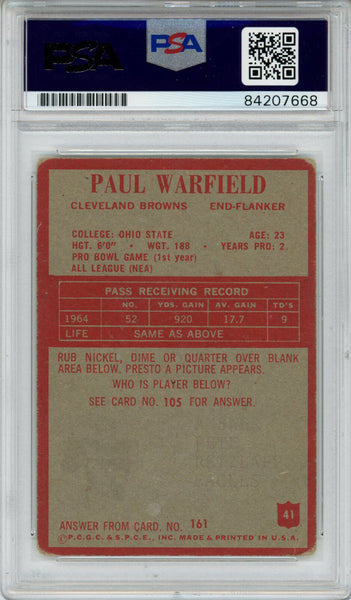 PSA
PSA
84207668
PAUL WARFIELD
CLEVELAND BROWNS END-FLANKER
COLLEGE: OHIO STATE AGE: 23
HGT. 6'0" • WGT. 188 • YEARS PRO: 2
PRO BOWL GAME (1st year)
ALL LEAGUE (NEA)
PASS RECEIVING RECORD
NO. YDS. GAIN AV. GAIN TD'S
1964 52 920 17.7 9
LIFE SAME AS ABOVE
RUB NICKEL, DIME OR QUARTER OVER BLANK
AREA BELOW. PRESTO A PICTURE APPEARS.
WHO IS PLAYER BELOW?
SEE CARD NO. 105 FOR ANSWER.
41
ANSWER FROM CARD. NO. 161
©P.C.G.C. & S.P.C.E., INC. MADE & PRINTED IN U.S.A.